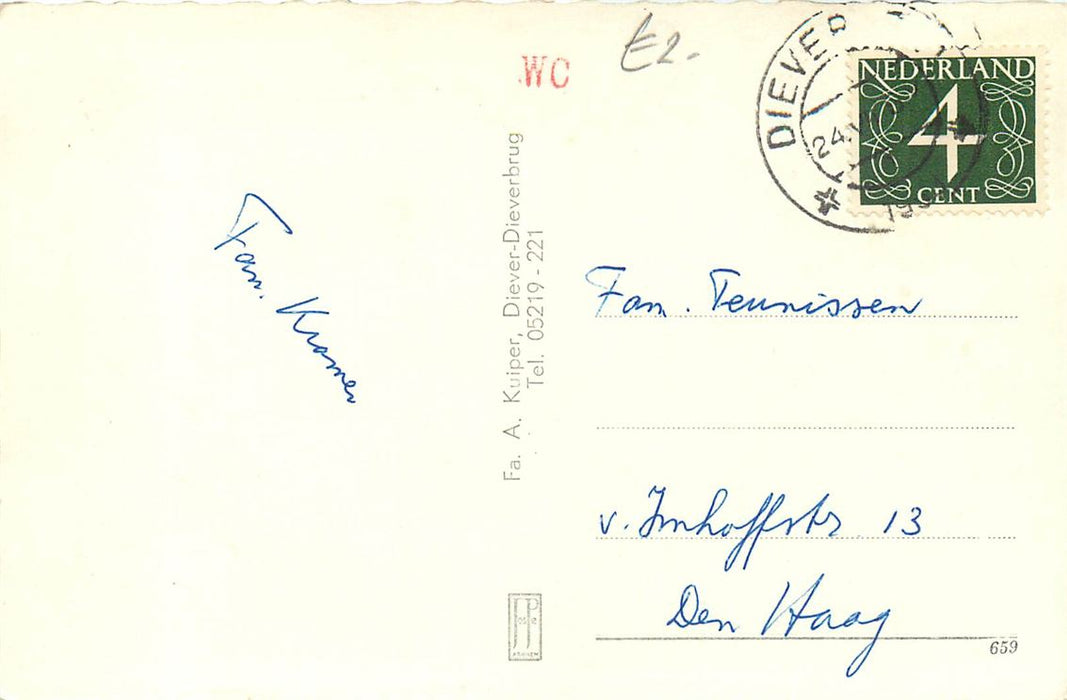 WC
£2-
DIEVER
24.VI
NEDERLAND
4
CENT
Fam. Kramer
Fa. A. Kuiper, Diever-Dieverbrug
Tel. 05219 - 221
Fam. Teunissen
v. Imhoffstr 13
Den Haag
659